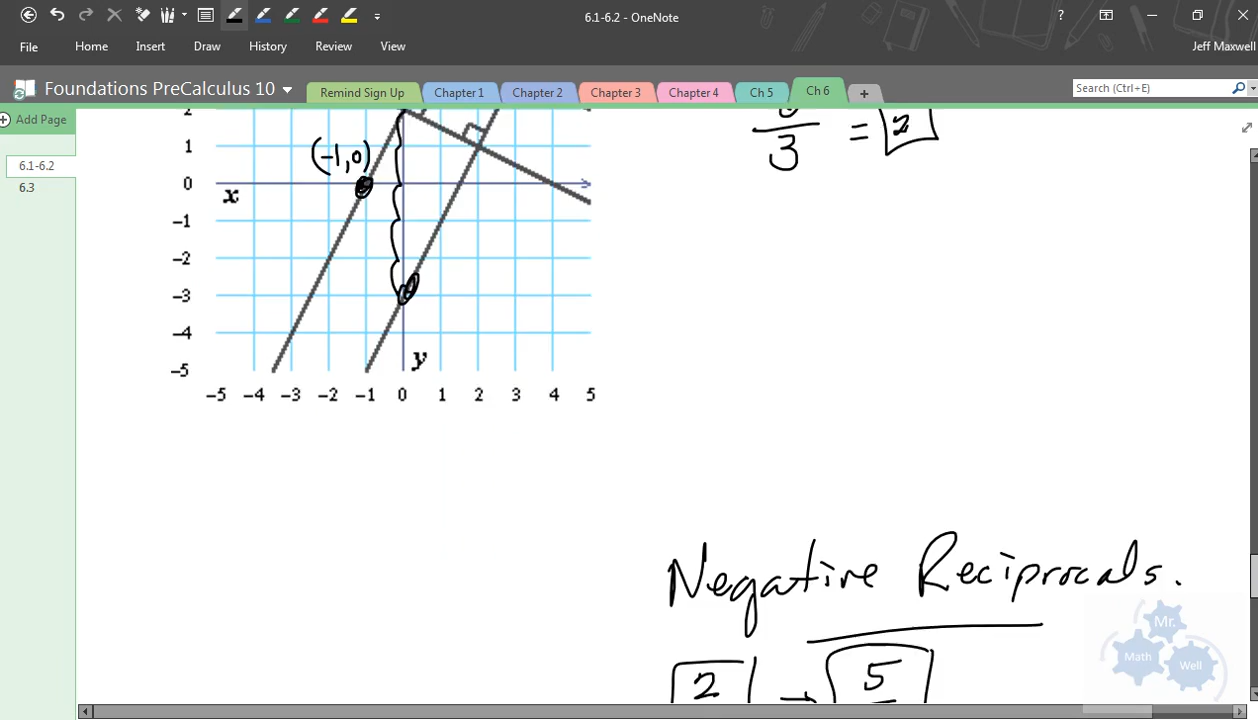 6.1-6.2 - OneNote
?
File
Home
Insert
Draw
History
Review
View
Jeff Maxwell
Foundations PreCalculus 10
Remind Sign Up
Chapter 1
Chapter 2
Chapter 3
Chapter 4
Ch 5
Ch 6
Search (Ctrl+E)
Add Page
6.1-6.2
6.3
2
1
0
-1
-2
-3
-4
-5
x
y
(-1,0)
-5 -4 -3 -2 -1 0 1 2 3 4 5
3 = 2
Negative Reciprocals.
2 → 5
Mr.
Math
Well